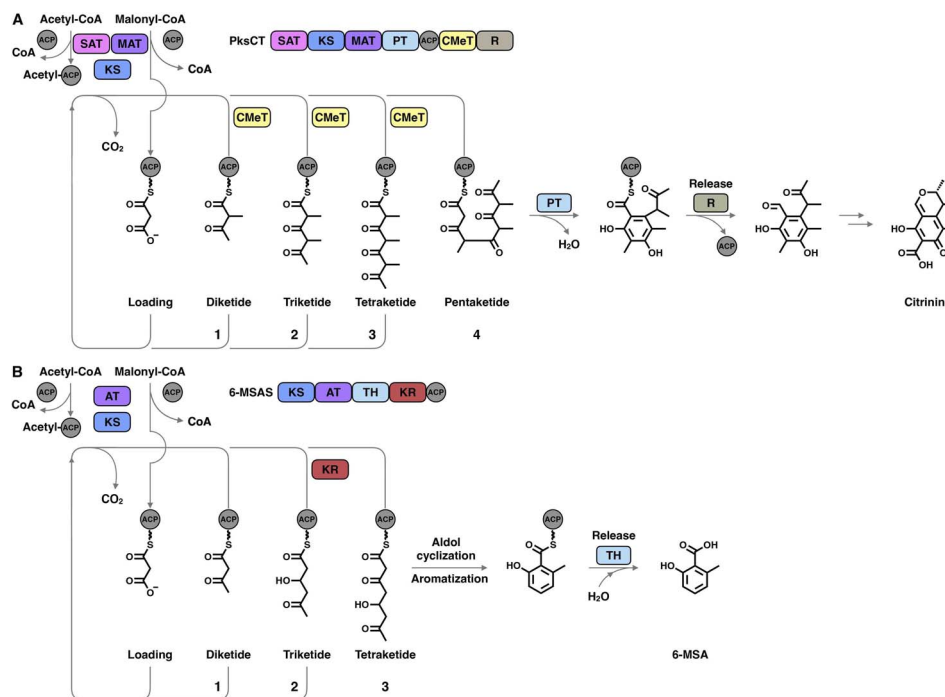 A
Acetyl-CoA Malonyl-CoA
ACP SAT MAT ACP
CoA CoA
Acetyl-ACP KS
PksCT SAT KS MAT PT ACP CMeT R
CMeT CMeT CMeT
CO2
ACP ACP ACP ACP ACP ACP
S S S S S S
O O O O O O O O O O O O O O O O O
O−
PT
H2O
HO
OH
Release
R
ACP
O O
HO
OH
O
OH O
OH O
Loading Diketide Triketide Tetraketide Pentaketide Citrinin
1 2 3 4
B
Acetyl-CoA Malonyl-CoA
ACP AT ACP
CoA CoA
Acetyl-ACP KS
6-MSAS KS AT TH KR ACP
KR
CO2
ACP ACP ACP ACP ACP
S S S S S
O O O O O
O O HO O
O− O HO
O
Aldol
cyclization
Aromatization
HO
Release
TH
H2O
O OH
HO
Loading Diketide Triketide Tetraketide 6-MSA
1 2 3